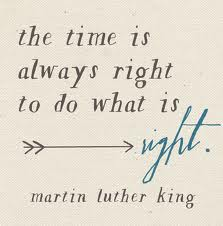 the time is
always right
to do what is
right.
martin luther king